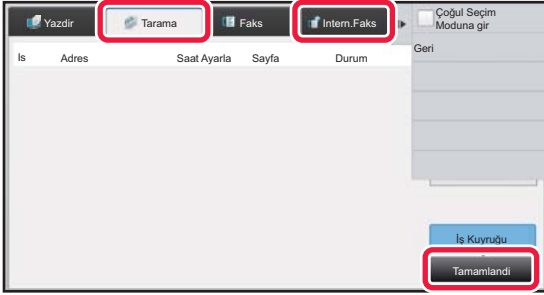 Yazdir Tarama Faks Intern.Faks
Çoğul Seçim
Moduna gir
Geri
Is Adres Saat Ayarla Sayfa Durum
İş Kuyruğu
Tamamlandi